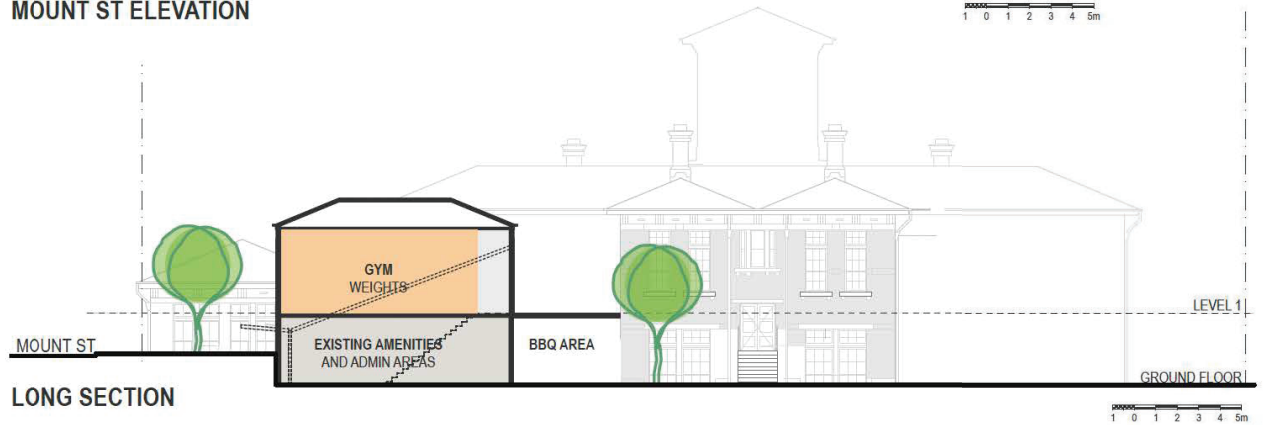 MOUNT ST ELEVATION
1 0 1 2 3 4 5m
GYM
WEIGHTS
LEVEL 1
EXISTING AMENITIES
AND ADMIN AREAS
BBQ AREA
MOUNT ST
GROUND FLOOR
LONG SECTION
1 0 1 2 3 4 5m